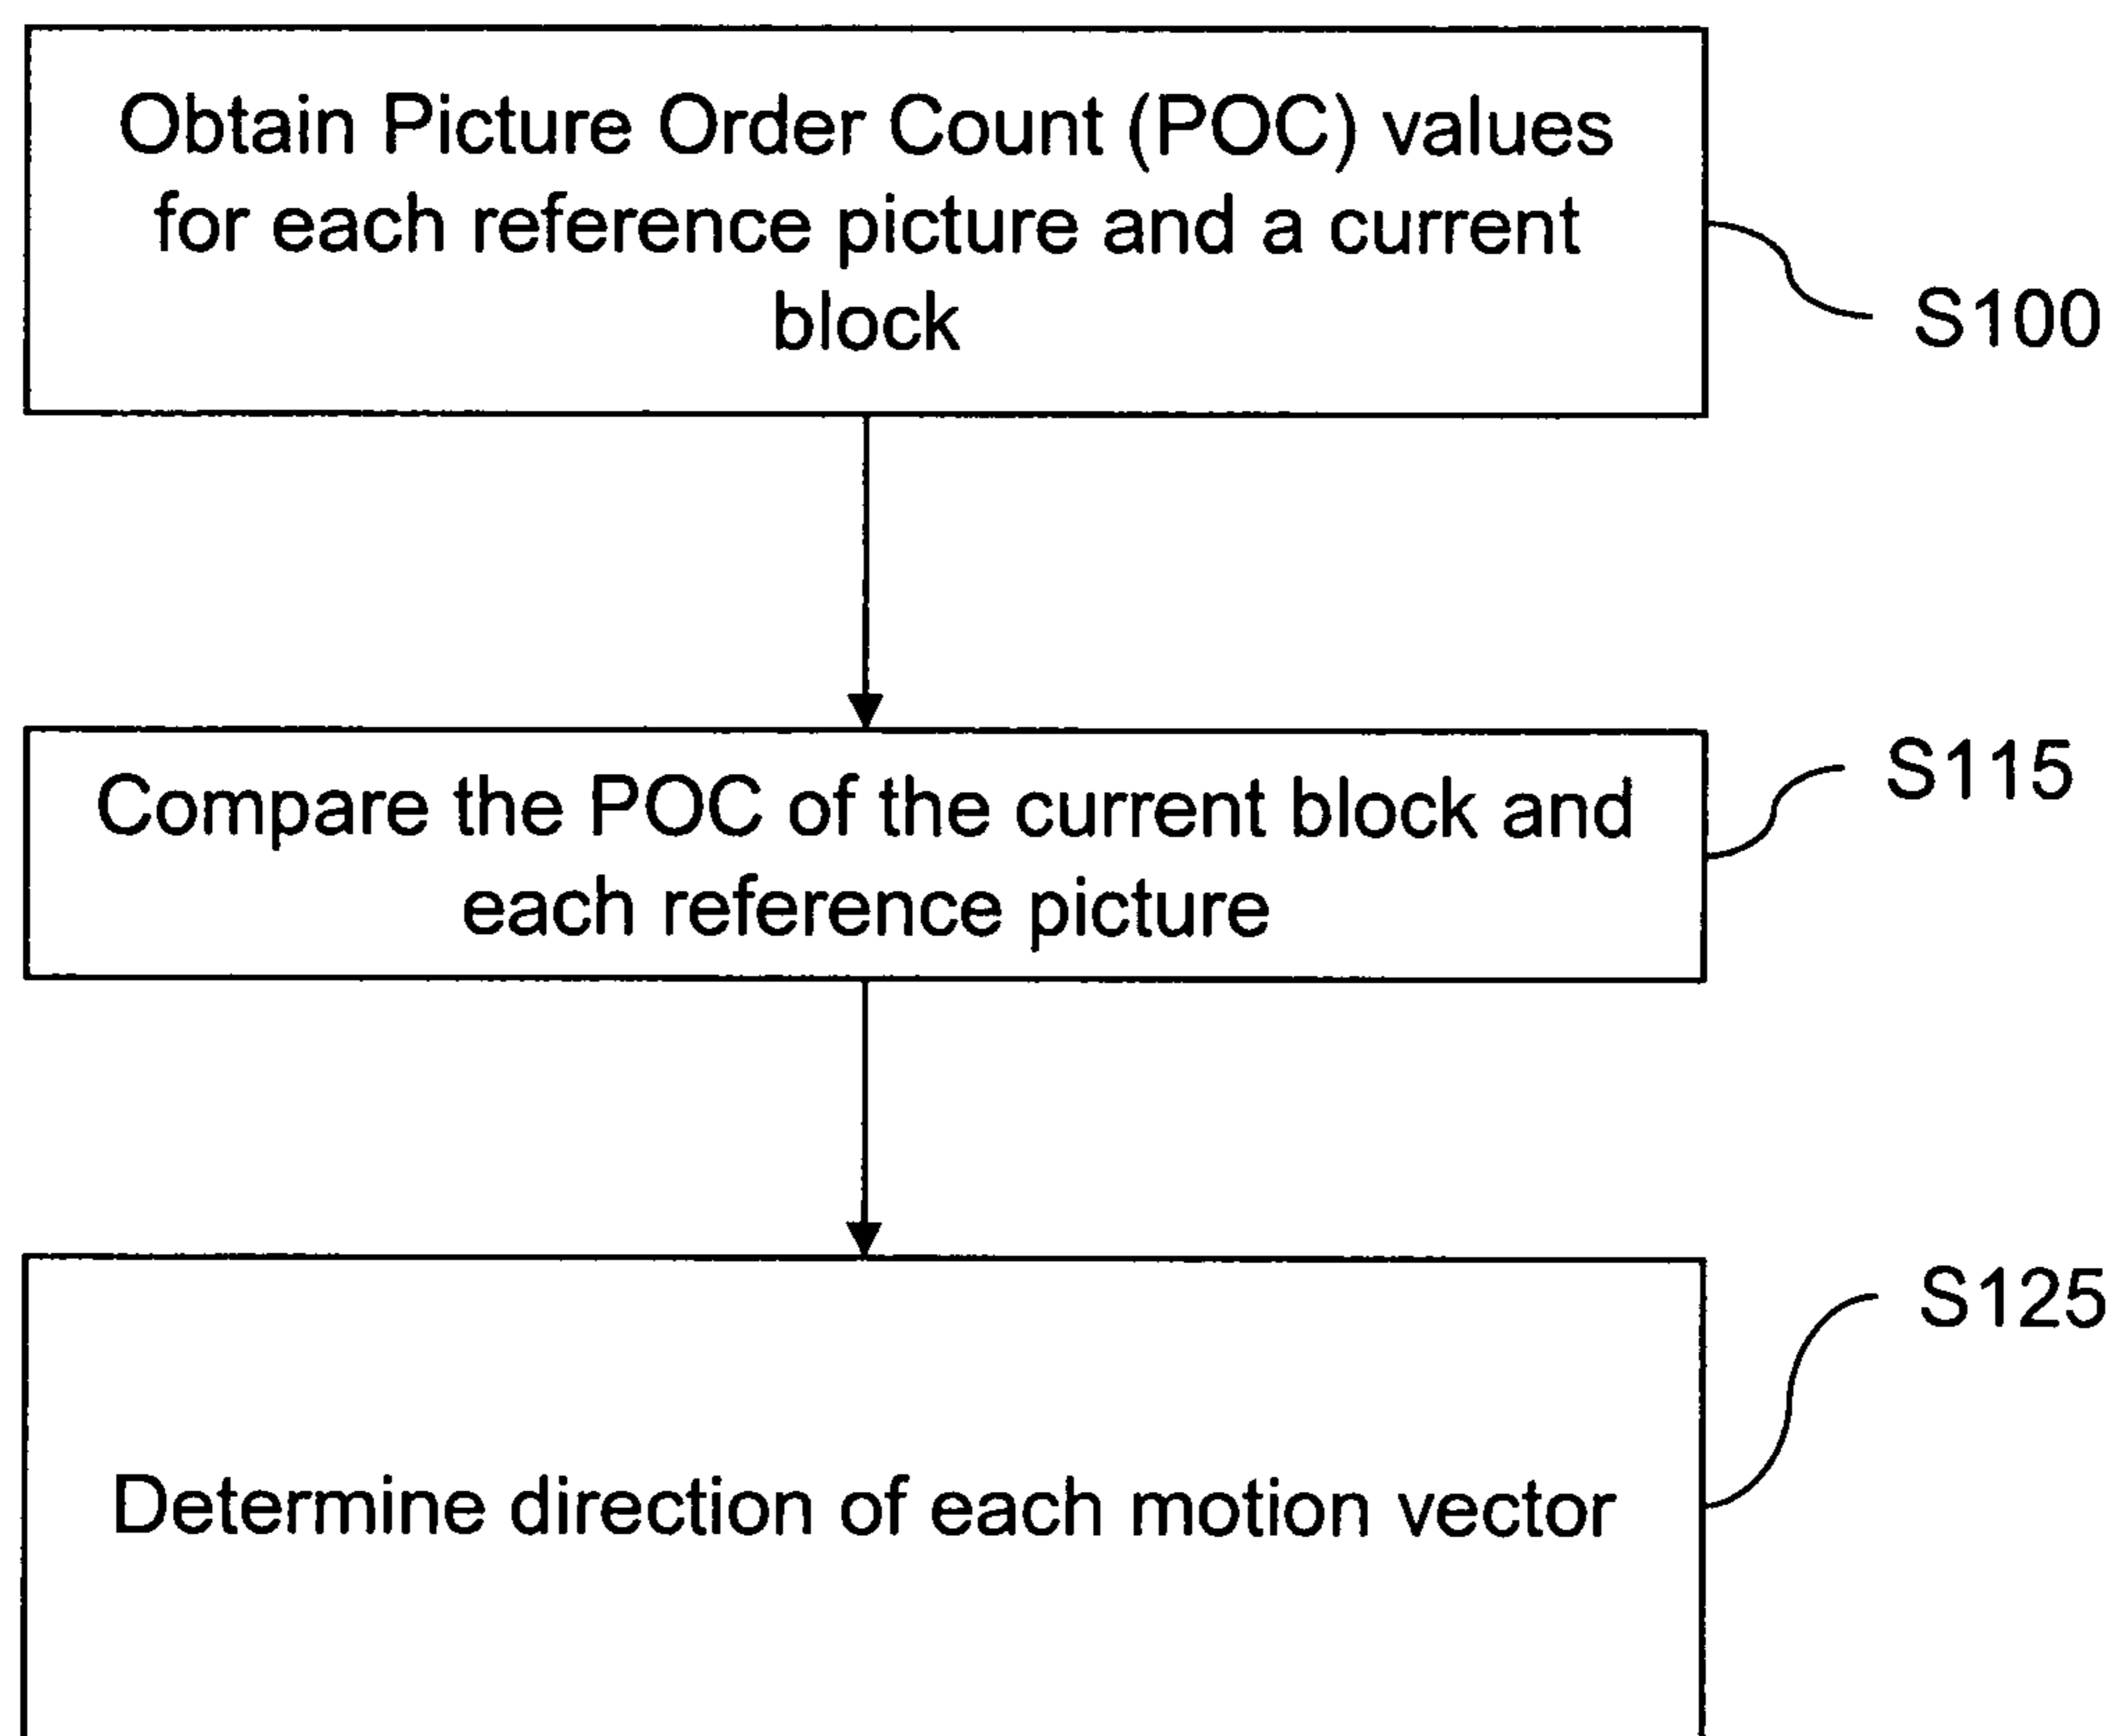 Obtain Picture Order Count (POC) values
for each reference picture and a current
block
S100
Compare the POC of the current block and
each reference picture
S115
Determine direction of each motion vector
S125